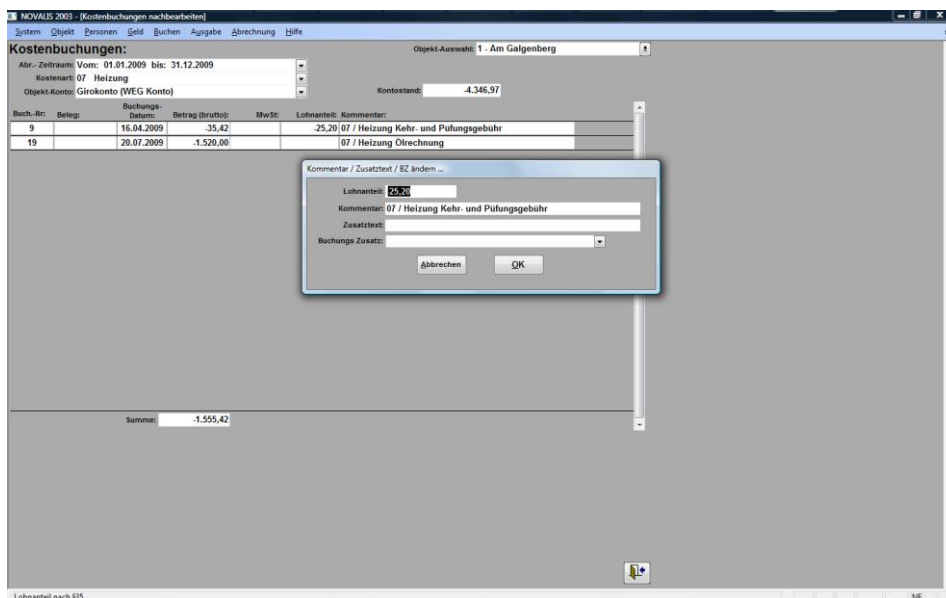 NOVALIS 2003 - [Kostenbuchungen nachbearbeiten]
System Objekt Personen Geld Buchen Ausgabe Abrechnung Hilfe
Kostenbuchungen:
Objekt-Auswahl: 1 - Am Galgenberg
Abr.- Zeitraum: Vom: 01.01.2009 bis: 31.12.2009
Kostenart: 07 Heizung
Objekt-Konto: Girokonto (WEG Konto)
Kontostand: -4.346,97
Buch.-Nr: Beleg: Buchungs-Datum: Betrag (brutto): MwSt: Lohnanteil: Kommentar:
9 16.04.2009 -35,42 -25,20 07 / Heizung Kehr- und Püfungsgebühr
19 20.07.2009 -1.520,00 07 / Heizung Ölrechnung
Kommentar / Zusatztext / BZ ändern ...
Lohnanteil: 25,20
Kommentar: 07 / Heizung Kehr- und Püfungsgebühr
Zusatztext:
Buchungs Zusatz:
Abbrechen OK
Summe: -1.555,42
Lohnanteil nach §35
NF